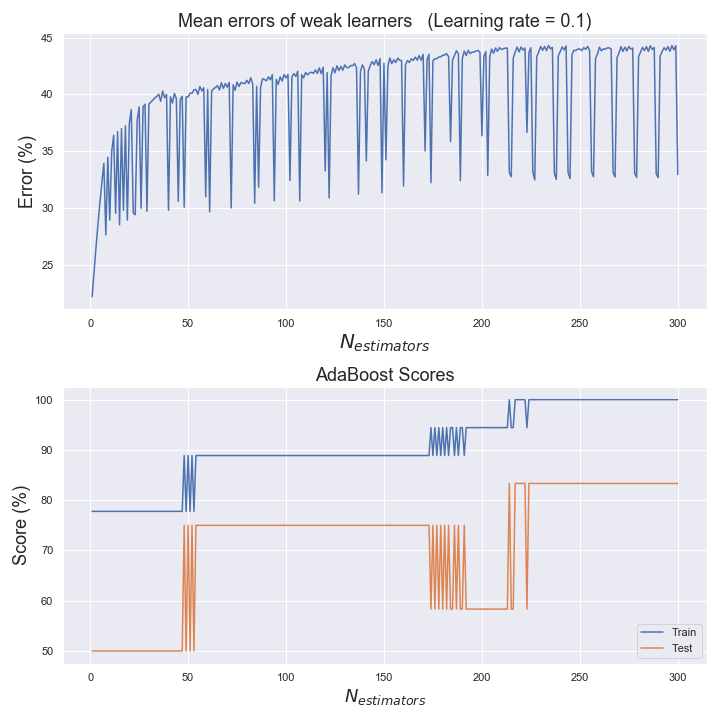 Mean errors of weak learners (Learning rate = 0.1)
45
40
35
30
25
Error (%)
0 50 100 150 200 250 300
N_estimators
AdaBoost Scores
100
90
80
70
60
50
Score (%)
Train
Test
0 50 100 150 200 250 300
N_estimators